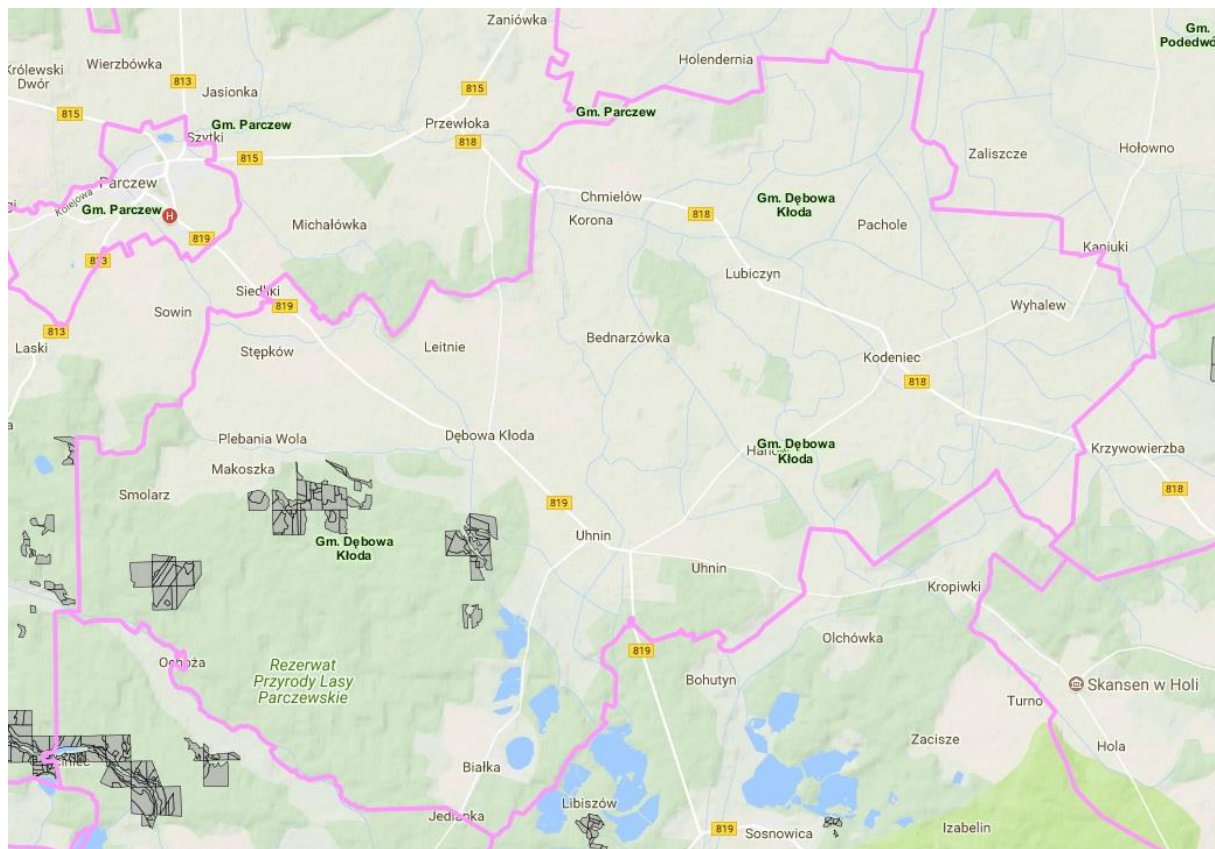 Zaniówka
Gm.
Podedwó
Królewski
Dwór
Wierzbówka
813
Jasionka
815
Holendernia
815
Gm. Parczew
Przewłoka
Gm. Parczew
Szytki
815
818
Zaliszcze
Hołowno
Parczew
Kolejowa
Gm. Parczew
H
819
Michałówka
Chmielów
Korona
818
Gm. Dębowa
Kłoda
Pachole
Kaniuki
813
Lubiczyn
Siedliki
819
Sowin
Wyhalew
813
Laski
Stępków
Leitnie
Bednarzówka
Kodeniec
818
Plebania Wola
Dębowa Kłoda
Gm. Dębowa
Kłoda
Krzywowierzba
Makoszka
Smolarz
819
818
Gm. Dębowa
Kłoda
Uhnin
Uhnin
Kropiwki
Olchówka
Ochoża
Rezerwat
Przyrody Lasy
Parczewskie
819
Bohutyn
Skansen w Holi
Turno
Zacisze
Hola
Białka
Libiszów
Jedlanka
819
Sosnowica
Izabelin